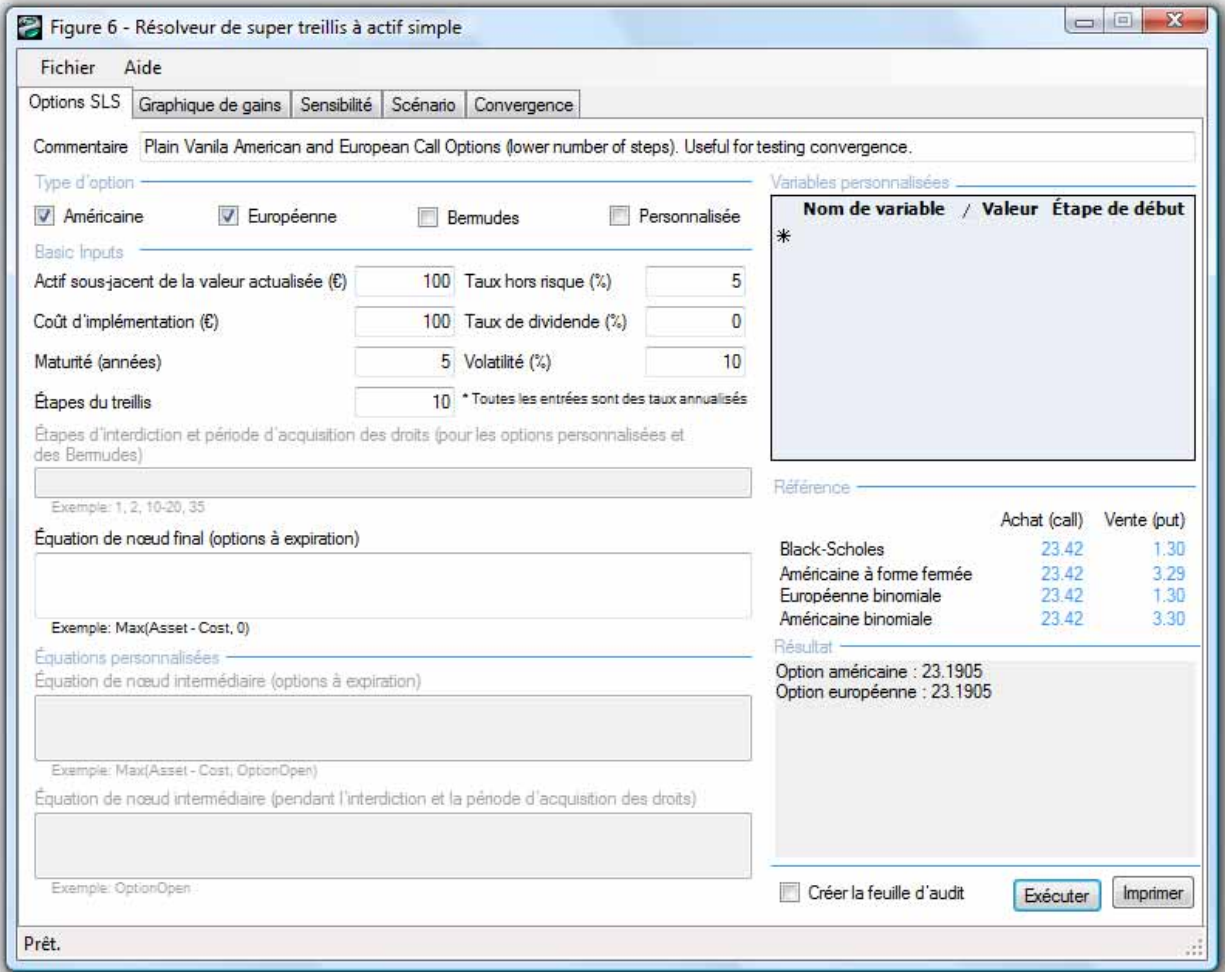 Figure 6 - Résolveur de super treillis à actif simple
Fichier Aide
Options SLS Graphique de gains Sensibilité Scénario Convergence
Commentaire Plain Vanila American and European Call Options (lower number of steps). Useful for testing convergence.
Type d'option
Américaine Européenne Bermudes Personnalisée
Basic Inputs
Actif sous-jacent de la valeur actualisée (€) 100 Taux hors risque (%) 5
Coût d'implémentation (€) 100 Taux de dividende (%) 0
Maturité (années) 5 Volatilité (%) 10
Étapes du treillis 10 * Toutes les entrées sont des taux annualisés
Étapes d'interdiction et période d'acquisition des droits (pour les options personnalisées et
des Bermudes)
Exemple: 1, 2, 10-20, 35
Équation de nœud final (options à expiration)
Exemple: Max(Asset - Cost, 0)
Équations personnalisées
Équation de nœud intermédiaire (options à expiration)
Exemple: Max(Asset - Cost, OptionOpen)
Équation de nœud intermédiaire (pendant l'interdiction et la période d'acquisition des droits)
Exemple: OptionOpen
Variables personnalisées
Nom de variable / Valeur Étape de début
*
Référence
Achat (call) Vente (put)
Black-Scholes 23.42 1.30
Américaine à forme fermée 23.42 3.29
Européenne binomiale 23.42 1.30
Américaine binomiale 23.42 3.30
Résultat
Option américaine : 23.1905
Option européenne : 23.1905
Créer la feuille d'audit Exécuter Imprimer
Prêt.